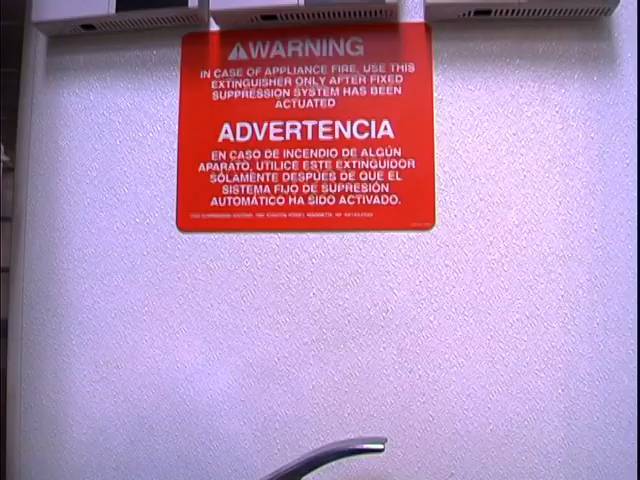 WARNING
IN CASE OF APPLIANCE FIRE, USE THIS
EXTINGUISHER ONLY AFTER FIXED
SUPPRESSION SYSTEM HAS BEEN
ACTUATED
ADVERTENCIA
EN CASO DE INCENDIO DE ALGÚN
APARATO, UTILICE ESTE EXTINGUIDOR
SÓLAMENTE DESPUÉS DE QUE EL
SISTEMA FIJO DE SUPRESIÓN
AUTOMÁTICO HA SIDO ACTIVADO.